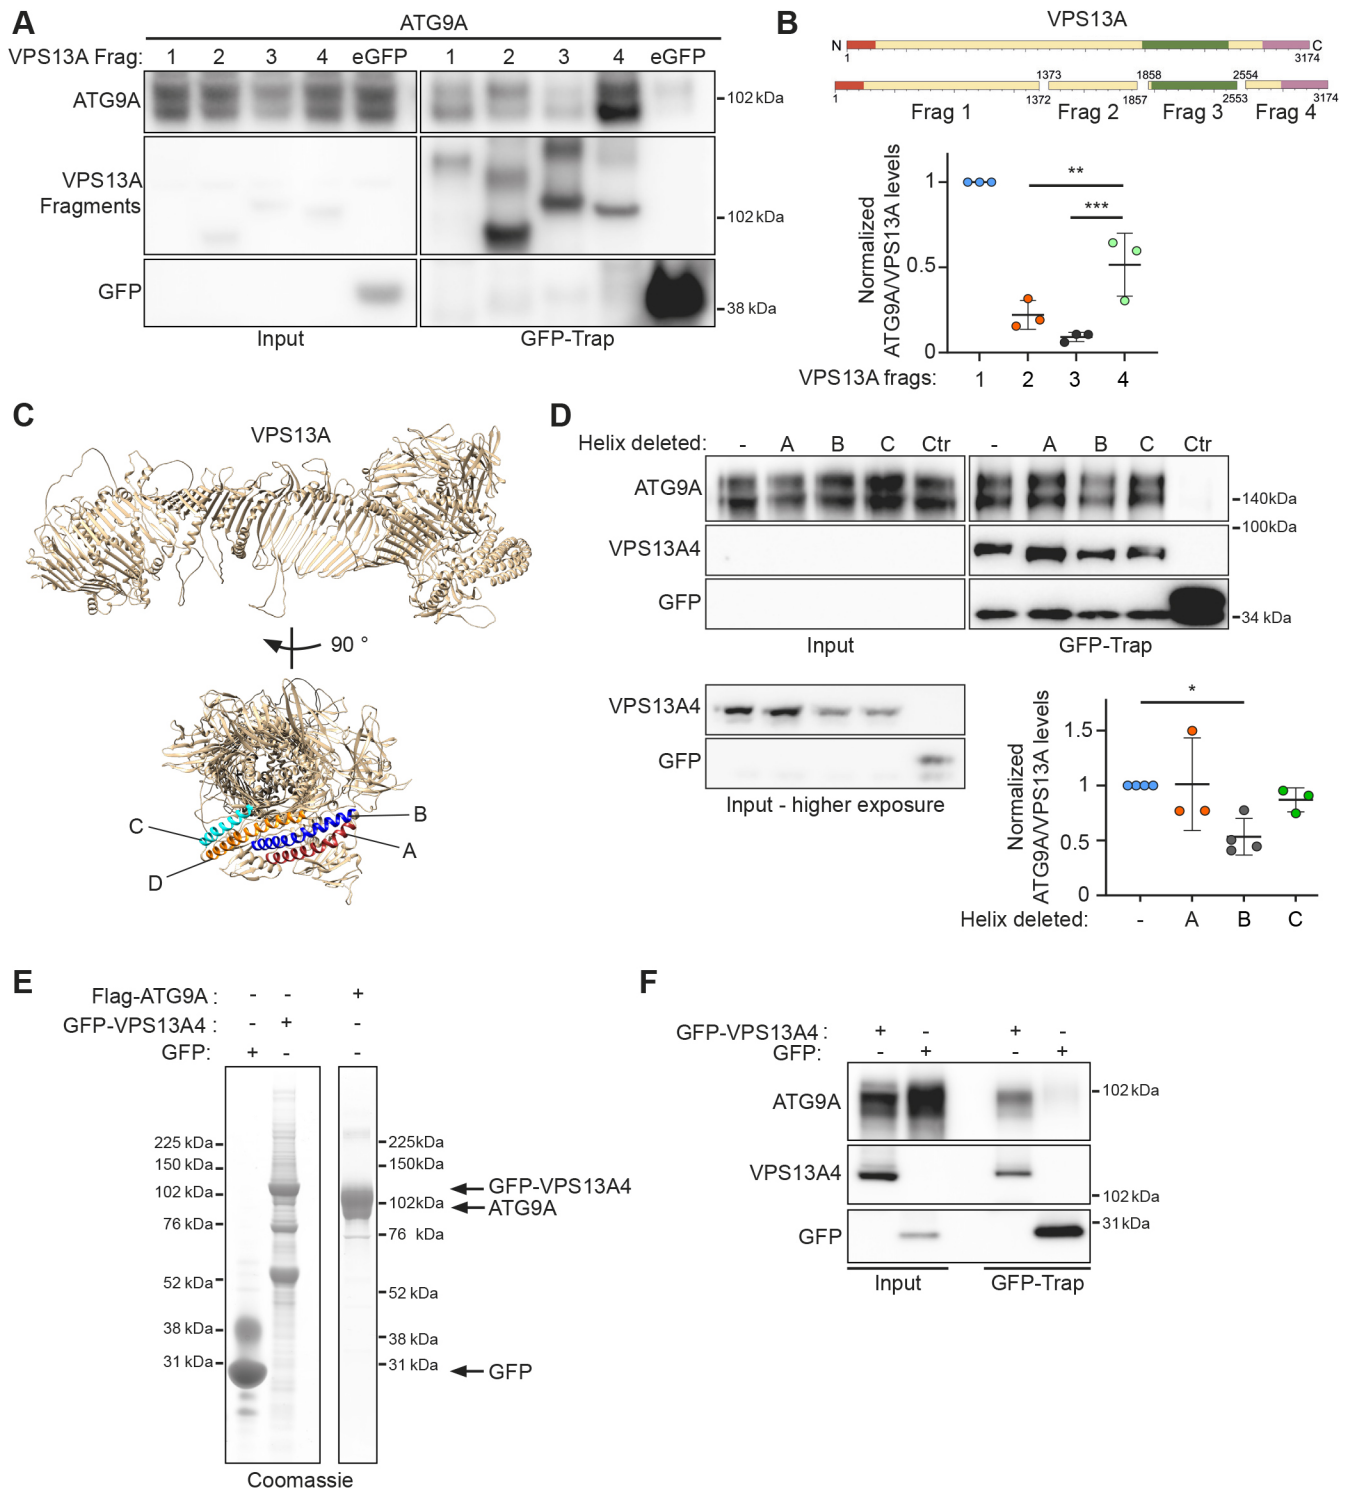 A
ATG9A
VPS13A Frag: 1 2 3 4 eGFP 1 2 3 4 eGFP
ATG9A
102 kDa
VPS13A
Fragments
102 kDa
GFP
38 kDa
Input GFP-Trap
B
VPS13A
N C
1 3174
1373 1858 2554
1 1372 1857 2553 3174
Frag 1 Frag 2 Frag 3 Frag 4
Normalized
ATG9A/VPS13A levels
1
0.5
0
**
***
VPS13A frags: 1 2 3 4
C
VPS13A
90 °
C
D
B
A
D
Helix deleted: - A B C Ctr - A B C Ctr
ATG9A
140kDa
100kDa
VPS13A4
GFP
34 kDa
Input GFP-Trap
VPS13A4
GFP
Input - higher exposure
Normalized
ATG9A/VPS13A levels
1.5
1
0.5
0
*
Helix deleted: - A B C
E
Flag-ATG9A : - - +
GFP-VPS13A4 : - + -
GFP: + - -
225 kDa
150 kDa
102 kDa
76 kDa
52 kDa
38 kDa
31 kDa
225kDa
150kDa
102kDa
76 kDa
52 kDa
38 kDa
31 kDa
GFP-VPS13A4
ATG9A
GFP
Coomassie
F
GFP-VPS13A4 : + - + -
GFP: - + - +
ATG9A
102 kDa
VPS13A4
102 kDa
GFP
31 kDa
Input GFP-Trap